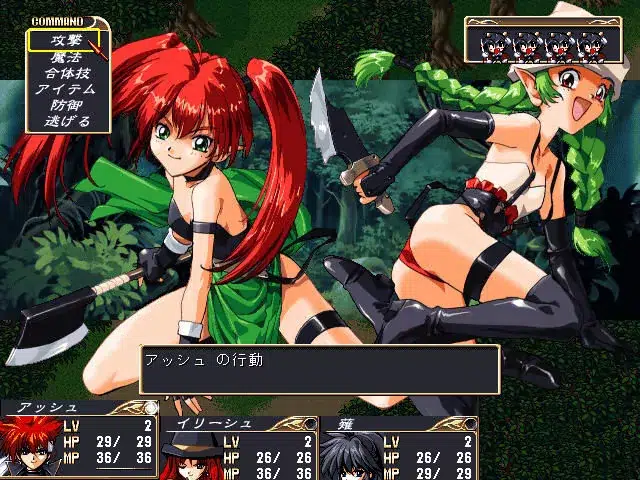 COMMAND
攻撃
魔法
合体技
アイテム
防御
逃げる
アッシュ の行動
アッシュ
LV 2
HP 29/ 29
MP 36/ 36
イリーシュ
LV 2
HP 26/ 26
MP 36/ 36
薙
LV 2
HP 26/ 26
MP 29/ 29